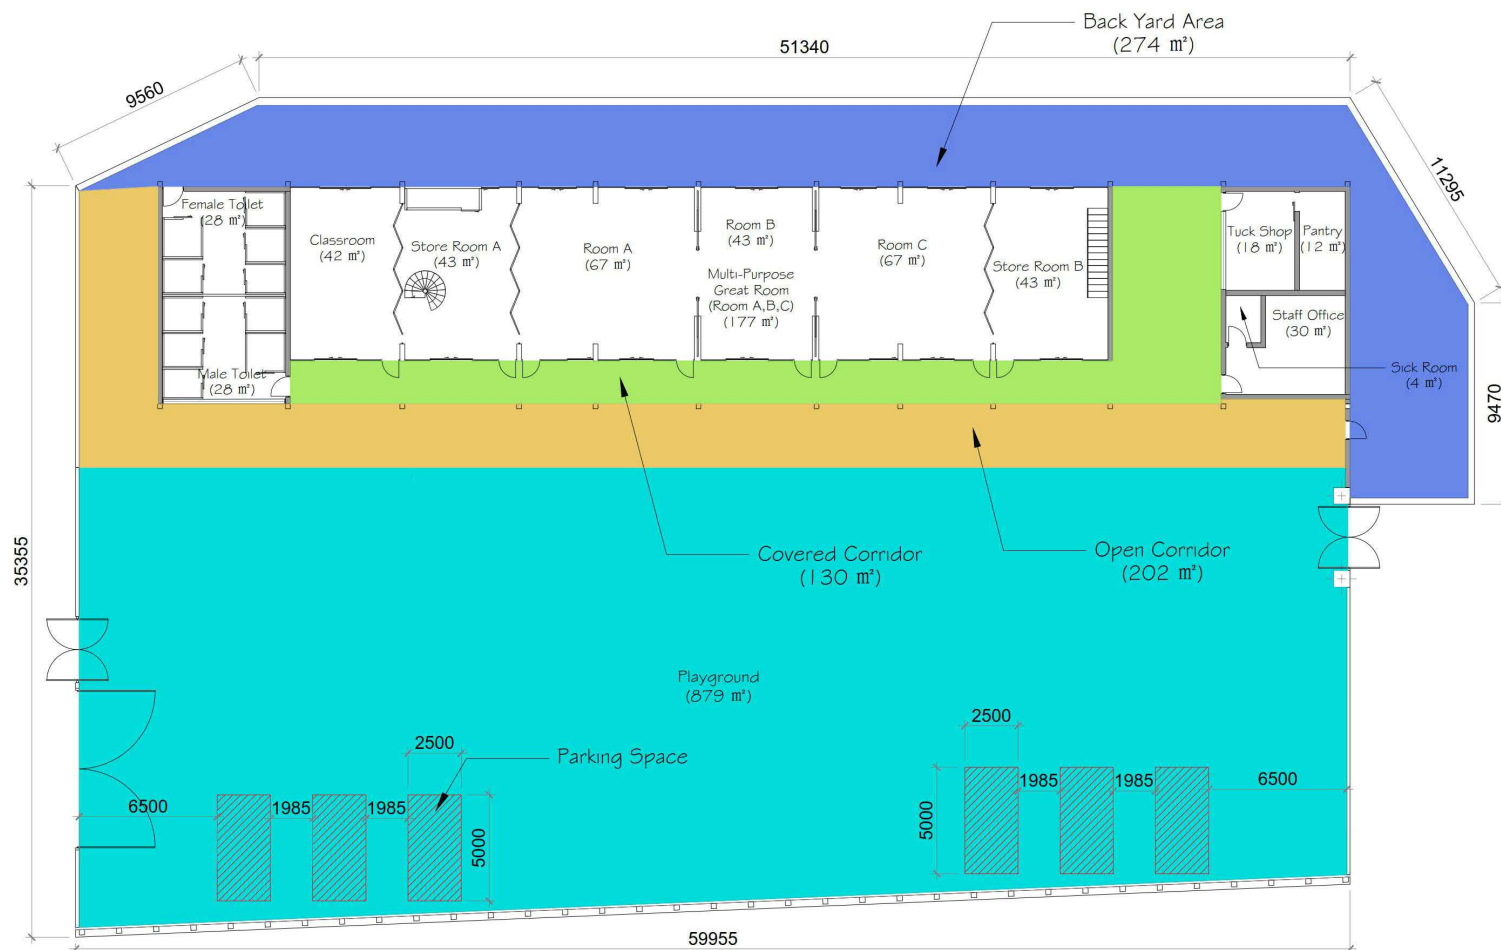 Back Yard Area
(274 m²)
51340
9560
11295
Female Toilet
(28 m²)
Classroom
(42 m²)
Store Room A
(43 m²)
Room A
(67 m²)
Room B
(43 m²)
Multi-Purpose
Great Room
(Room A,B,C)
(177 m²)
Room C
(67 m²)
Store Room B
(43 m²)
Tuck Shop
(18 m²)
Pantry
(12 m²)
Staff Office
(30 m²)
Sick Room
(4 m²)
Male Toilet
(28 m²)
9470
35355
Covered Corridor
(130 m²)
Open Corridor
(202 m²)
Playground
(879 m²)
2500
2500
Parking Space
6500
1985
1985
5000
5000
1985
1985
6500
59955